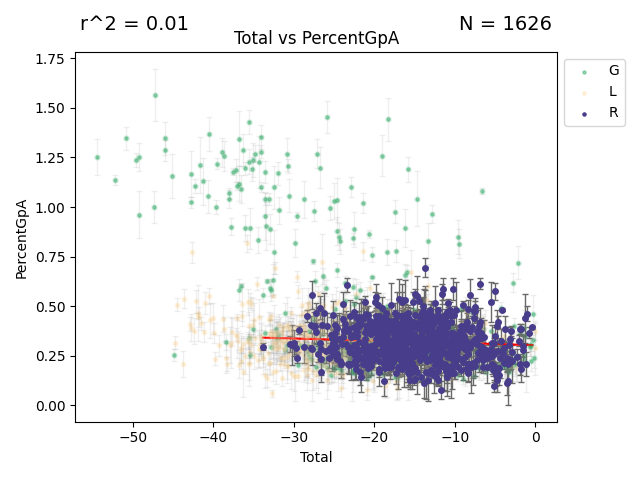 r^2 = 0.01
N = 1626
Total vs PercentGpA
1.75
1.50
1.25
1.00
0.75
0.50
0.25
0.00
PercentGpA
−50
−40
−30
−20
−10
0
Total
G
L
R